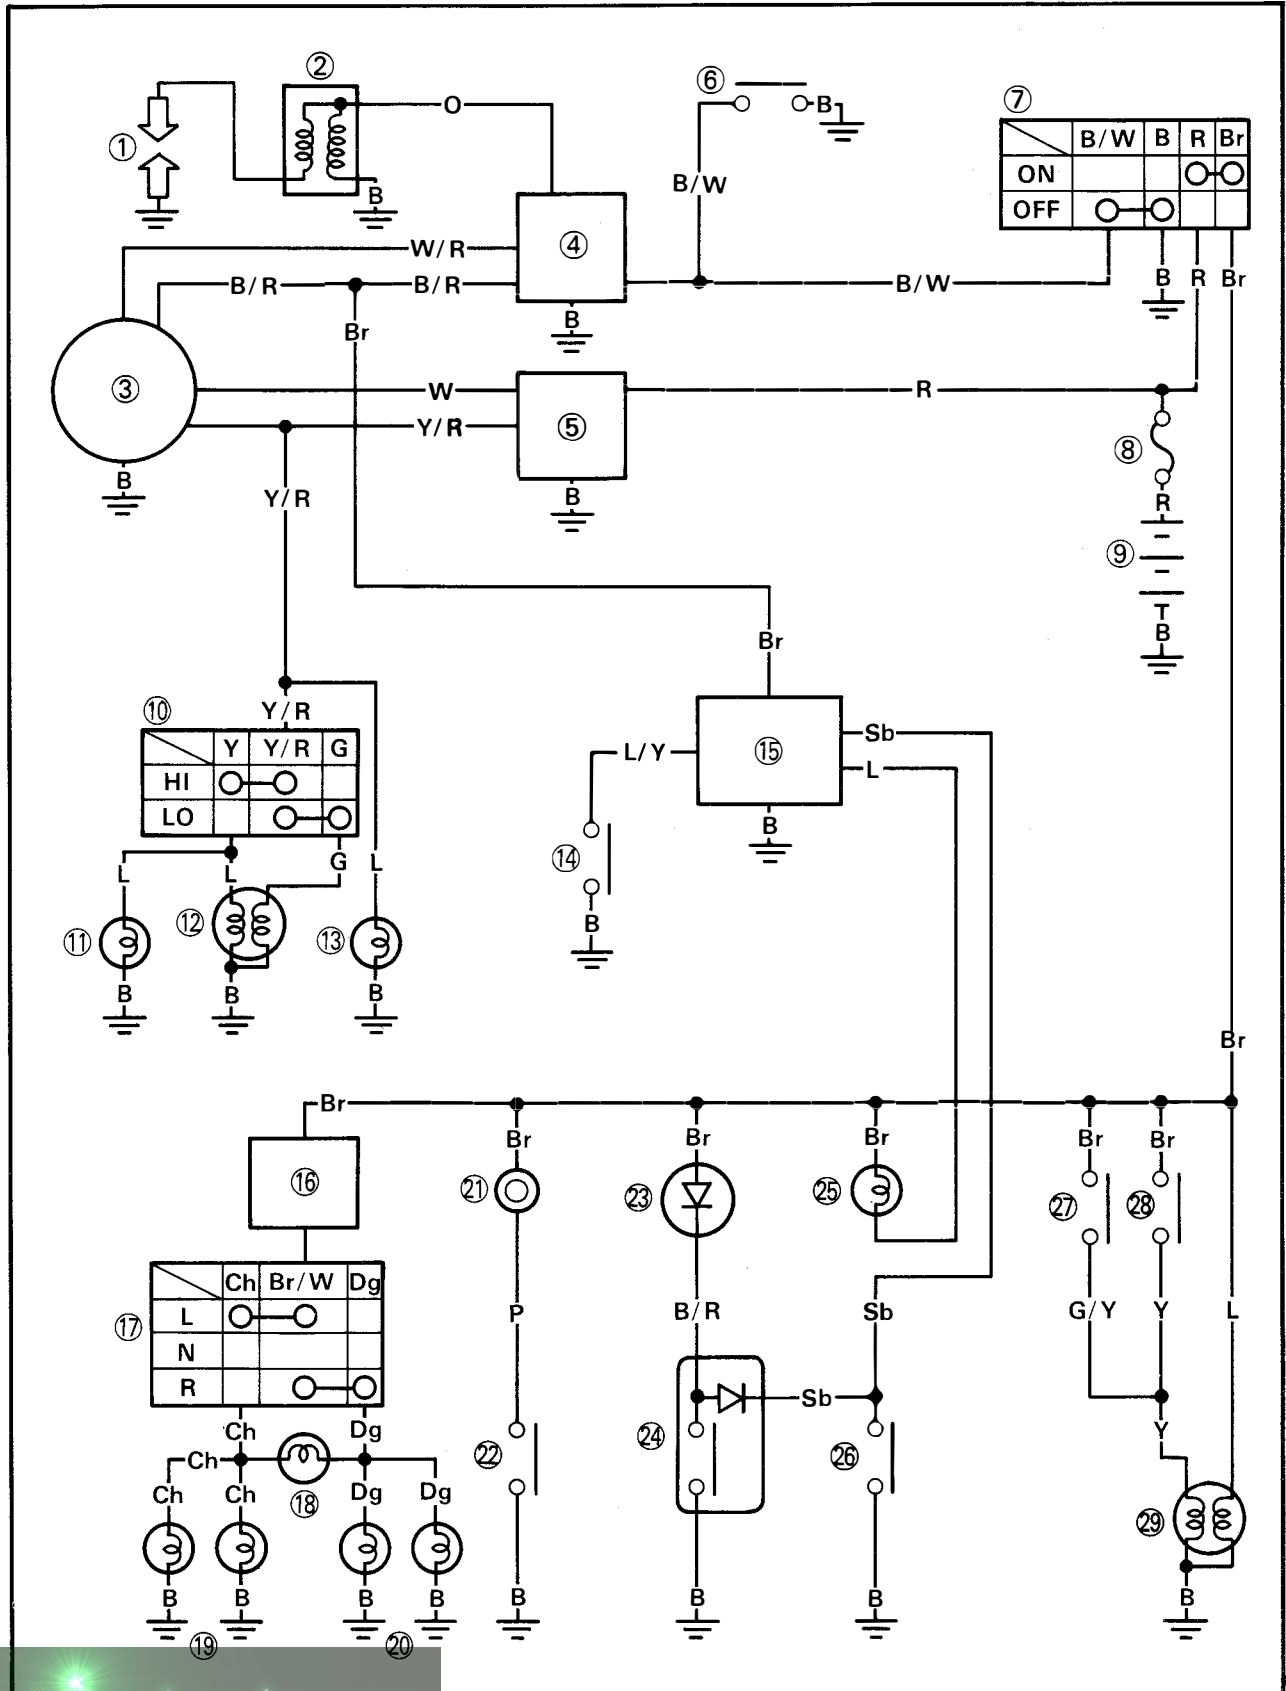 ②
⑥
⑦
O
B
①
B/W B R Br
ON
OFF
B
B/W
④
W/R
B/R B/R
B/W
B R Br
B
Br
③
W
R
⑤
Y/R
⑧
B
B
Y/R
R
⑨
B
Br
⑩
Y/R
Y Y/R G
HI
LO
Sb
L/Y
⑮
L
B
⑭
L
L
G
L
⑪
⑫
⑬
B
B
B
B
Br
Br
Br
Br
Br
Br
Br
⑯
㉑
㉓
㉕
㉗
㉘
Ch Br/W Dg
L
N
R
⑰
P
B/R
Sb
G/Y
Y
L
Sb
Ch
Dg
Ch
Y
㉒
㉔
㉖
Ch
Ch
⑱
Dg
Dg
㉙
B
B
B
B
B
B
B
B
⑲
⑳